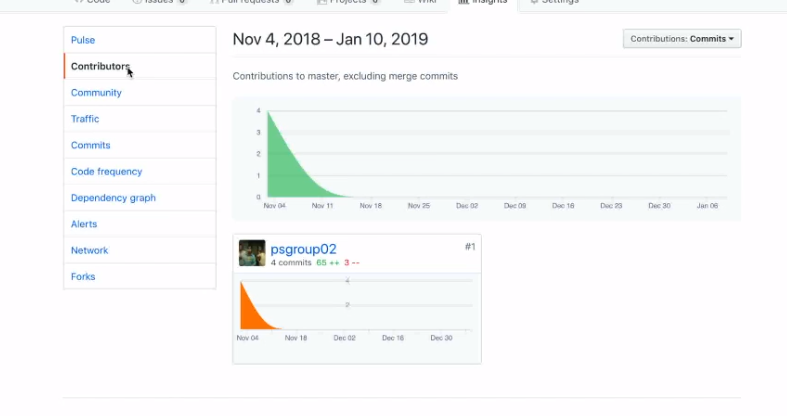 Code Issues 0 Pull requests 0 Projects 0 Wiki Insights Settings
Pulse
Contributors
Community
Traffic
Commits
Code frequency
Dependency graph
Alerts
Network
Forks
Nov 4, 2018 – Jan 10, 2019
Contributions: Commits
Contributions to master, excluding merge commits
4
3
2
1
0
Nov 04 Nov 11 Nov 18 Nov 25 Dec 02 Dec 09 Dec 16 Dec 23 Dec 30 Jan 06
psgroup02
#1
4 commits 65 ++ 3 --
4
2
Nov 04 Nov 18 Dec 02 Dec 16 Dec 30